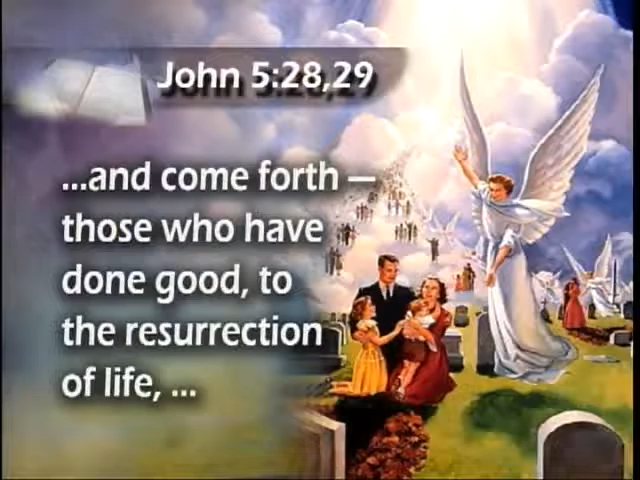 John 5:28,29
...and come forth —
those who have
done good, to
the resurrection
of life, ...